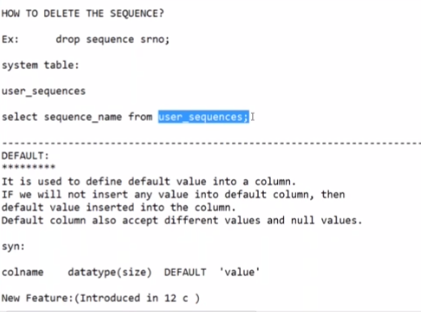 HOW TO DELETE THE SEQUENCE?
Ex: drop sequence srno;
system table:
user_sequences
select sequence_name from user_sequences;
--------------------------------------------------------------------
DEFAULT:
*********
It is used to define default value into a column.
IF we will not insert any value into default column, then
default value inserted into the column.
Default column also accept different values and null values.
syn:
colname datatype(size) DEFAULT 'value'
New Feature:(Introduced in 12 c )